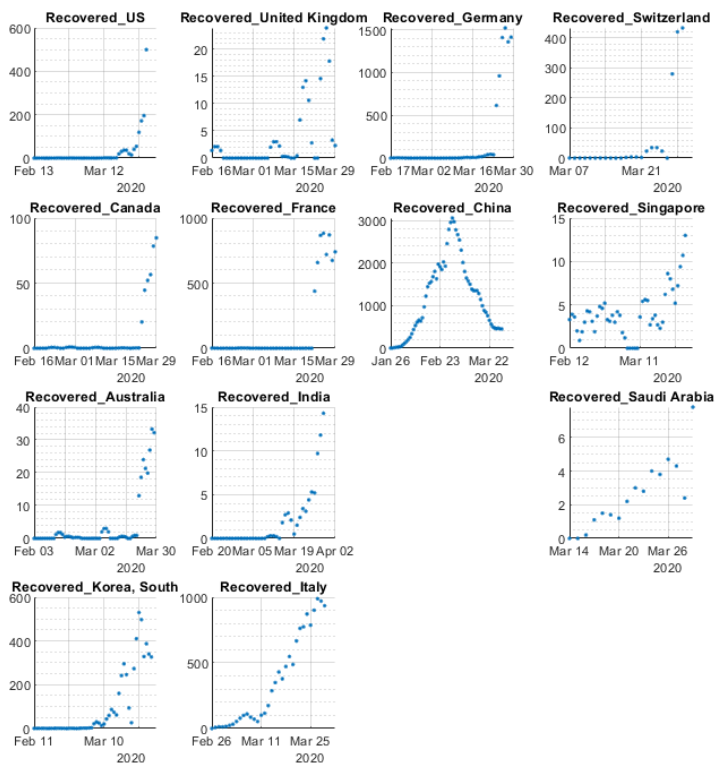 Recovered_US
600
400
200
0
Feb 13
Mar 12
2020
Recovered_United Kingdom
20
15
10
5
0
Feb 16
Mar 01
Mar 15
Mar 29
2020
Recovered_Germany
1500
1000
500
0
Feb 17
Mar 02
Mar 16
Mar 30
2020
Recovered_Switzerland
400
300
200
100
0
Mar 07
Mar 21
2020
Recovered_Canada
100
50
0
Feb 16
Mar 01
Mar 15
Mar 29
2020
Recovered_France
1000
500
0
Feb 16
Mar 01
Mar 15
Mar 29
2020
Recovered_China
3000
2000
1000
0
Jan 26
Feb 23
Mar 22
2020
Recovered_Singapore
15
10
5
0
Feb 12
Mar 11
2020
Recovered_Australia
40
30
20
10
0
Feb 03
Mar 02
Mar 30
2020
Recovered_India
15
10
5
0
Feb 20
Mar 05
Mar 19
Apr 02
2020
Recovered_Saudi Arabia
6
4
2
0
Mar 14
Mar 20
Mar 26
2020
Recovered_Korea, South
600
400
200
0
Feb 11
Mar 10
2020
Recovered_Italy
1000
500
0
Feb 26
Mar 11
Mar 25
2020